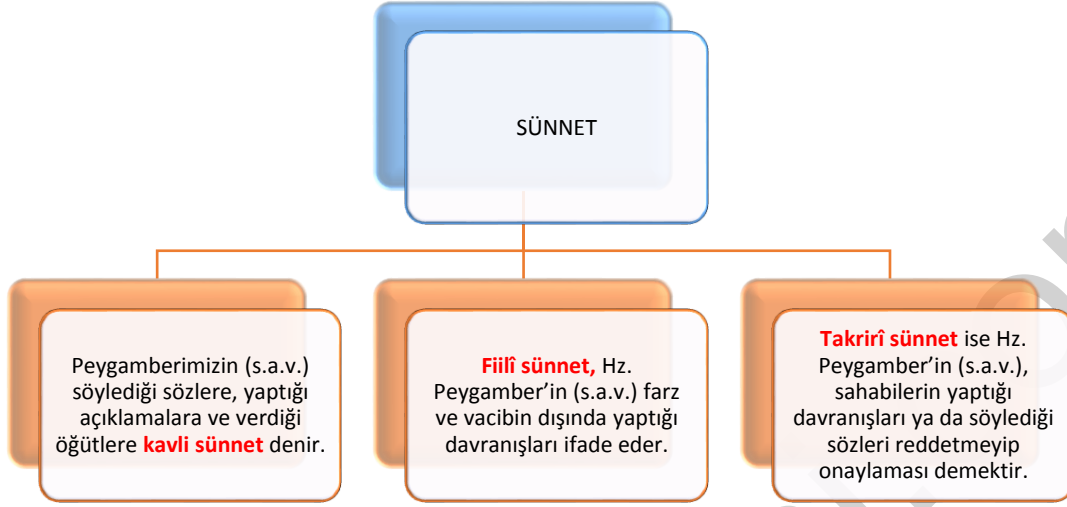 SÜNNET
Peygamberimizin (s.a.v.)
söylediği sözlere, yaptığı
açıklamalara ve verdiği
öğütlere kavli sünnet denir.
Fiilî sünnet, Hz.
Peygamber’in (s.a.v.) farz
ve vacibin dışında yaptığı
davranışları ifade eder.
Takrirî sünnet ise Hz.
Peygamber’in (s.a.v.),
sahabilerin yaptığı
davranışları ya da söylediği
sözleri reddetmeyip
onaylaması demektir.